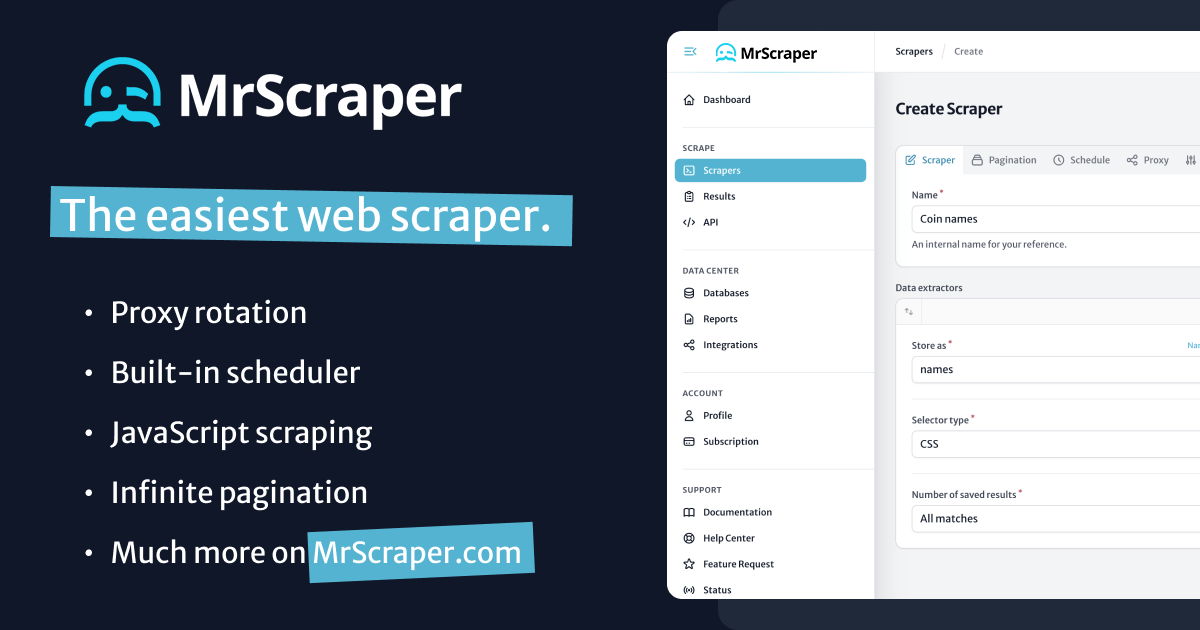 MrScraper
The easiest web scraper.
• Proxy rotation
• Built-in scheduler
• JavaScript scraping
• Infinite pagination
• Much more on MrScraper.com
MrScraper
Dashboard
SCRAPE
Scrapers
Results
API
DATA CENTER
Databases
Reports
Integrations
ACCOUNT
Profile
Subscription
SUPPORT
Documentation
Help Center
Feature Request
Status
Scrapers / Create
Create Scraper
Scraper Pagination Schedule Proxy
Name*
Coin names
An internal name for your reference.
Data extractors
Store as*
names
Selector type*
CSS
Number of saved results*
All matches